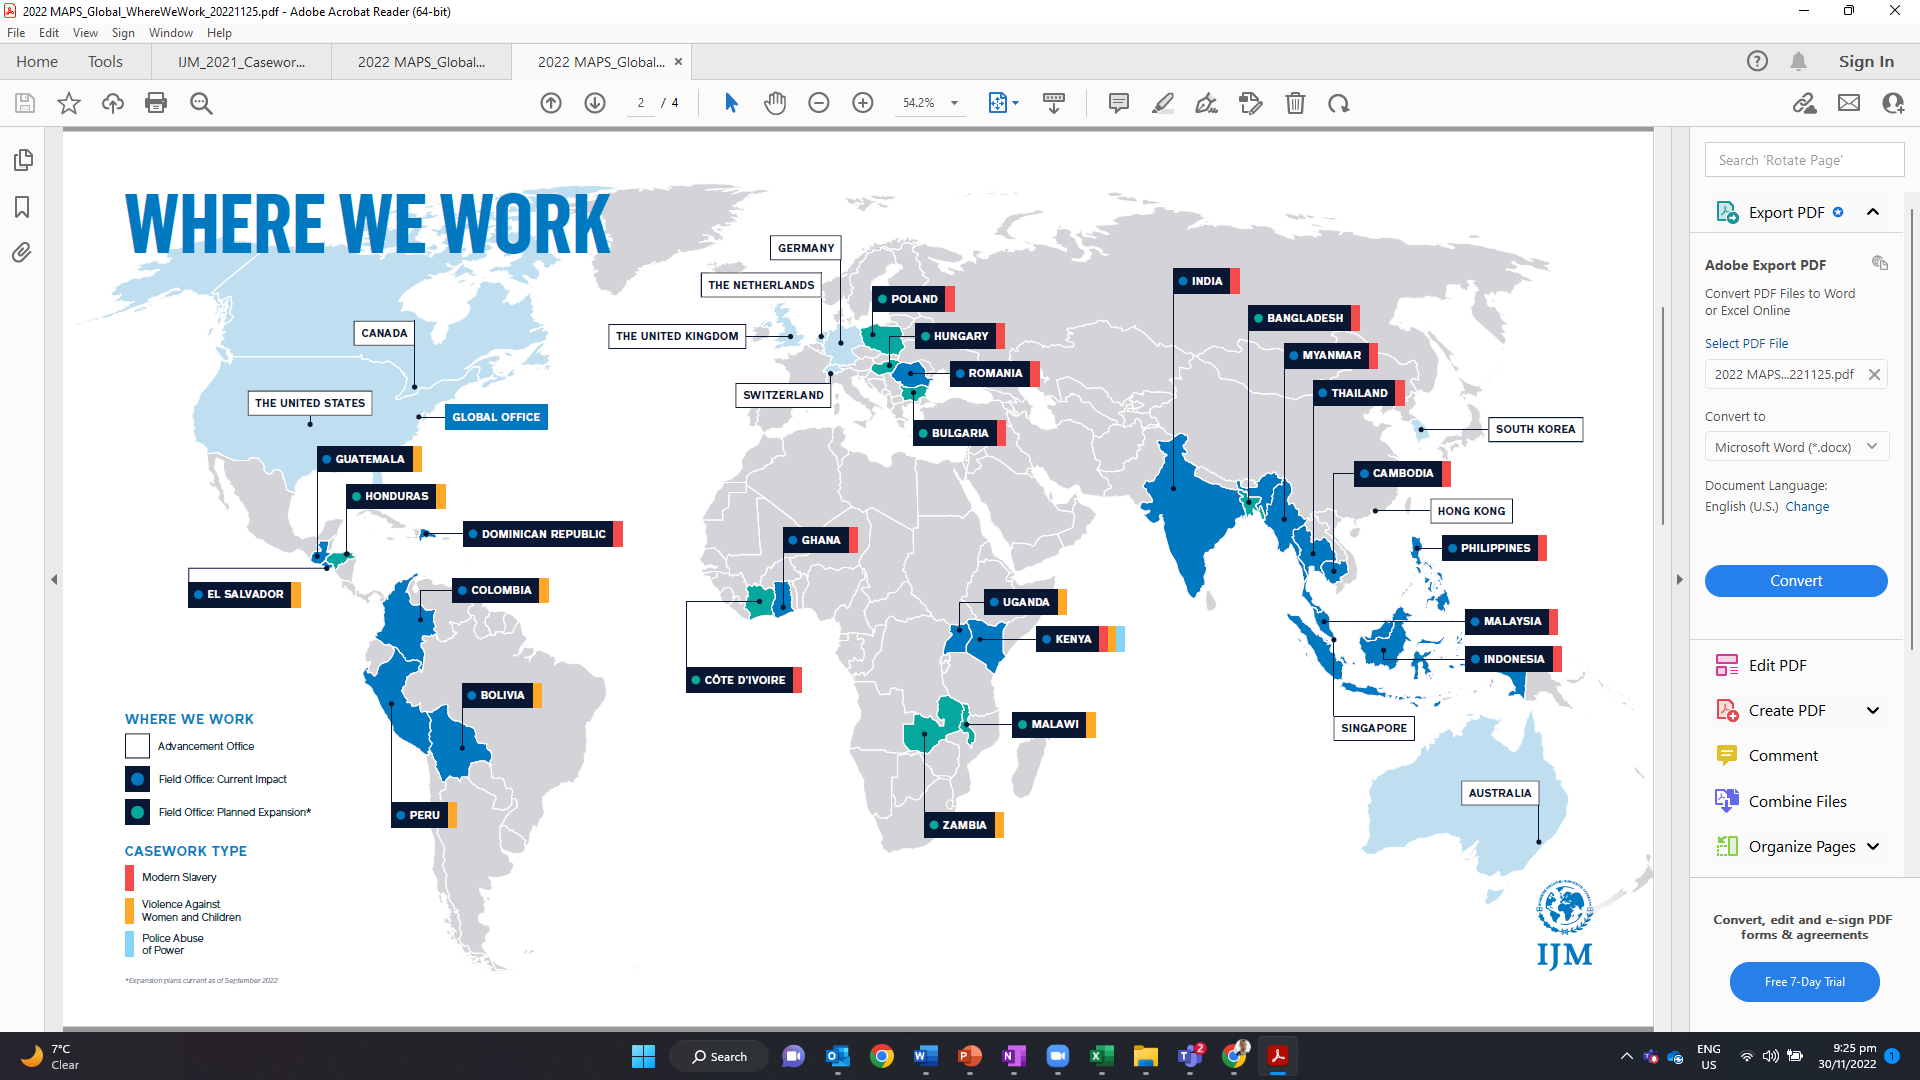 2022 MAPS_Global_WhereWeWork_20221125.pdf - Adobe Acrobat Reader (64-bit)
File Edit View Sign Window Help
Home Tools IJM_2021_Casewor... 2022 MAPS_Global... 2022 MAPS_Global... × Sign In
2 / 4 54.2%
WHERE WE WORK
GERMANY
THE NETHERLANDS
POLAND
THE UNITED KINGDOM
HUNGARY
ROMANIA
SWITZERLAND
BULGARIA
INDIA
BANGLADESH
MYANMAR
THAILAND
SOUTH KOREA
CAMBODIA
HONG KONG
PHILIPPINES
MALAYSIA
INDONESIA
SINGAPORE
AUSTRALIA
CANADA
THE UNITED STATES
GLOBAL OFFICE
GUATEMALA
HONDURAS
DOMINICAN REPUBLIC
EL SALVADOR
COLOMBIA
BOLIVIA
PERU
GHANA
CÔTE D'IVOIRE
UGANDA
KENYA
MALAWI
ZAMBIA
WHERE WE WORK
Advancement Office
Field Office: Current Impact
Field Office: Planned Expansion*
CASEWORK TYPE
Modern Slavery
Violence Against
Women and Children
Police Abuse
of Power
*Expansion plans current as of September 2022
IJM
Search 'Rotate Page'
Export PDF
Adobe Export PDF
Convert PDF Files to Word
or Excel Online
Select PDF File
2022 MAPS...221125.pdf
Convert to
Microsoft Word (*.docx)
Document Language:
English (U.S.) Change
Convert
Edit PDF
Create PDF
Comment
Combine Files
Organize Pages
Convert, edit and e-sign PDF
forms & agreements
Free 7-Day Trial
7°C
Clear
Search
2
ENG
US
9:25 pm
30/11/2022
1